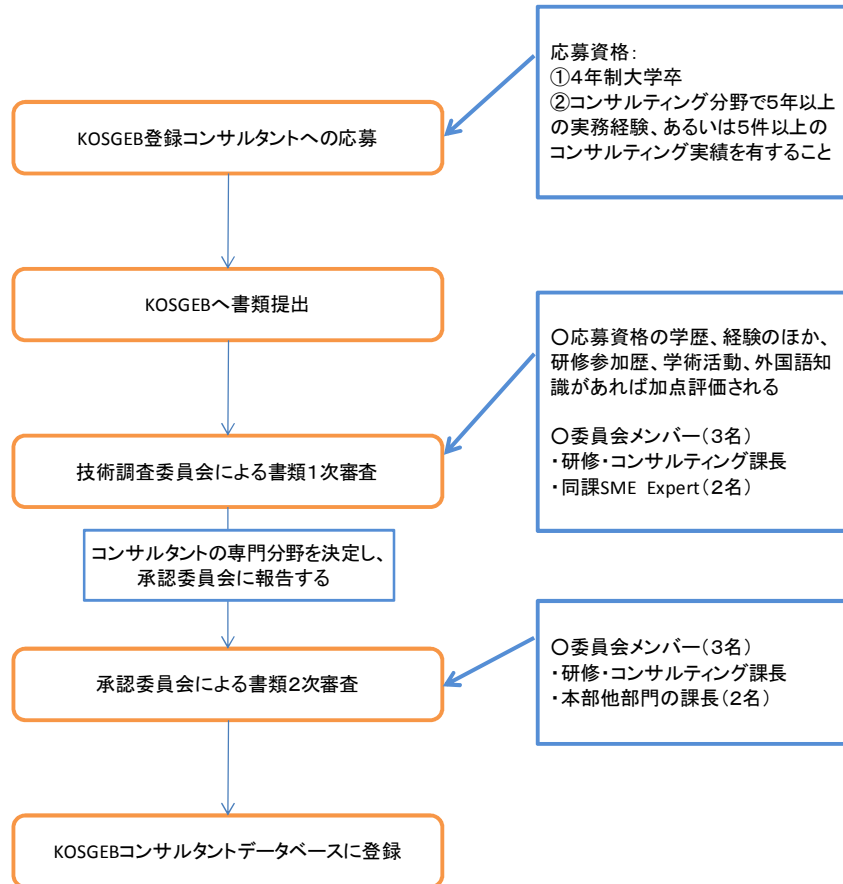 応募資格:
①4年制大学卒
②コンサルティング分野で5年以上
の実務経験、あるいは5件以上の
コンサルティング実績を有すること
KOSGEB登録コンサルタントへの応募
KOSGEBへ書類提出
〇応募資格の学歴、経験のほか、
研修参加歴、学術活動、外国語知
識があれば加点評価される
〇委員会メンバー(3名)
・研修・コンサルティング課長
・同課SME Expert(2名)
技術調査委員会による書類1次審査
コンサルタントの専門分野を決定し、
承認委員会に報告する
〇委員会メンバー(3名)
・研修・コンサルティング課長
・本部他部門の課長(2名)
承認委員会による書類2次審査
KOSGEBコンサルタントデータベースに登録